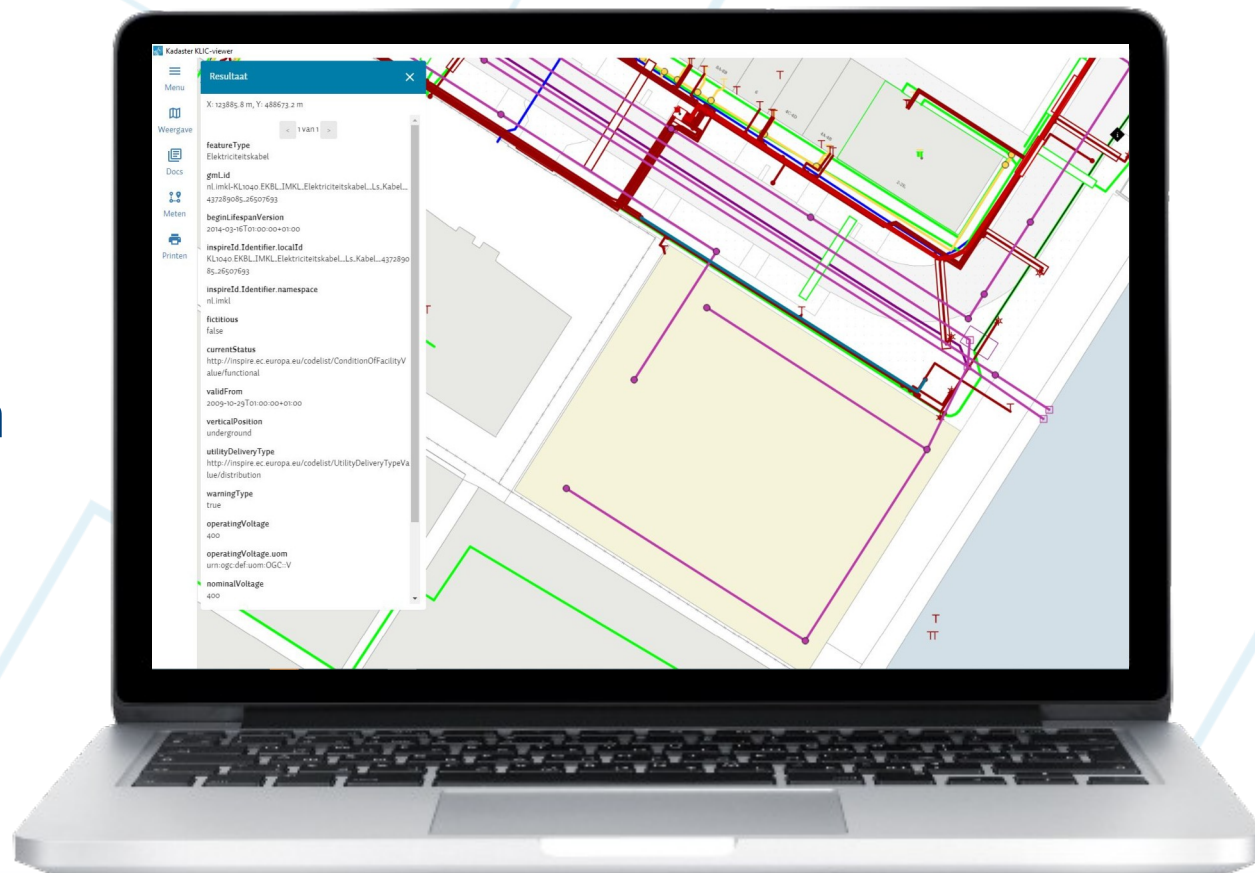 Kadaster KLIC-viewer
Menu
Weergave
Docs
Meten
Printen
Resultaat
X: 123885.8 m, Y: 488673.2 m
1 van 1
featureType
Elektriciteitskabel
gml.id
nl.imkl-KL1040.EKBL_IMKL_Elektriciteitskabel_Ls_Kabel_
437289085_26507693
beginLifespanVersion
2014-03-16T01:00:00+01:00
inspireId.Identifier.localId
KL1040.EKBL_IMKL_Elektriciteitskabel_Ls_Kabel_4372890
85_26507693
inspireId.Identifier.namespace
nl.imkl
fictitious
false
currentStatus
http://inspire.ec.europa.eu/codelist/ConditionOfFacilityV
alue/functional
validFrom
2009-10-29T01:00:00+01:00
verticalPosition
underground
utilityDeliveryType
http://inspire.ec.europa.eu/codelist/UtilityDeliveryTypeVa
lue/distribution
warningType
true
operatingVoltage
400
operatingVoltage.uom
urn:ogc:def:uom:OGC::V
nominalVoltage
400